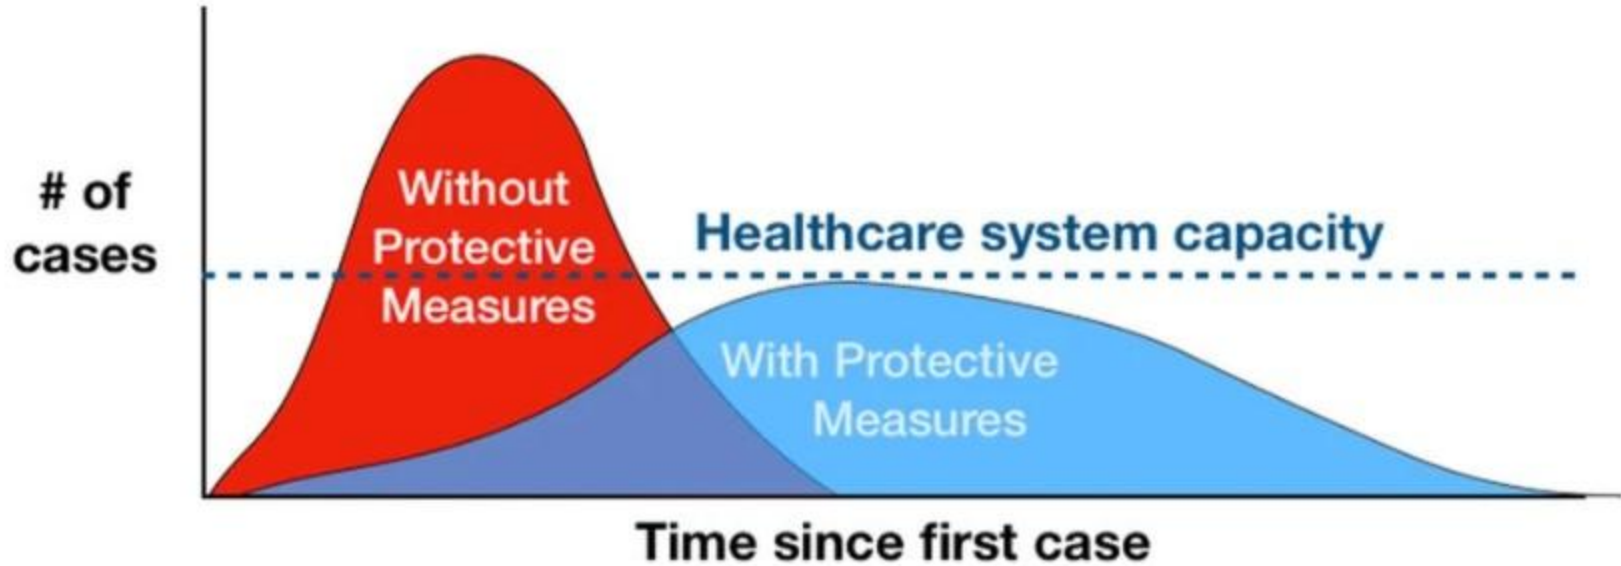 # of
cases
Without
Protective
Measures
Healthcare system capacity
With Protective
Measures
Time since first case